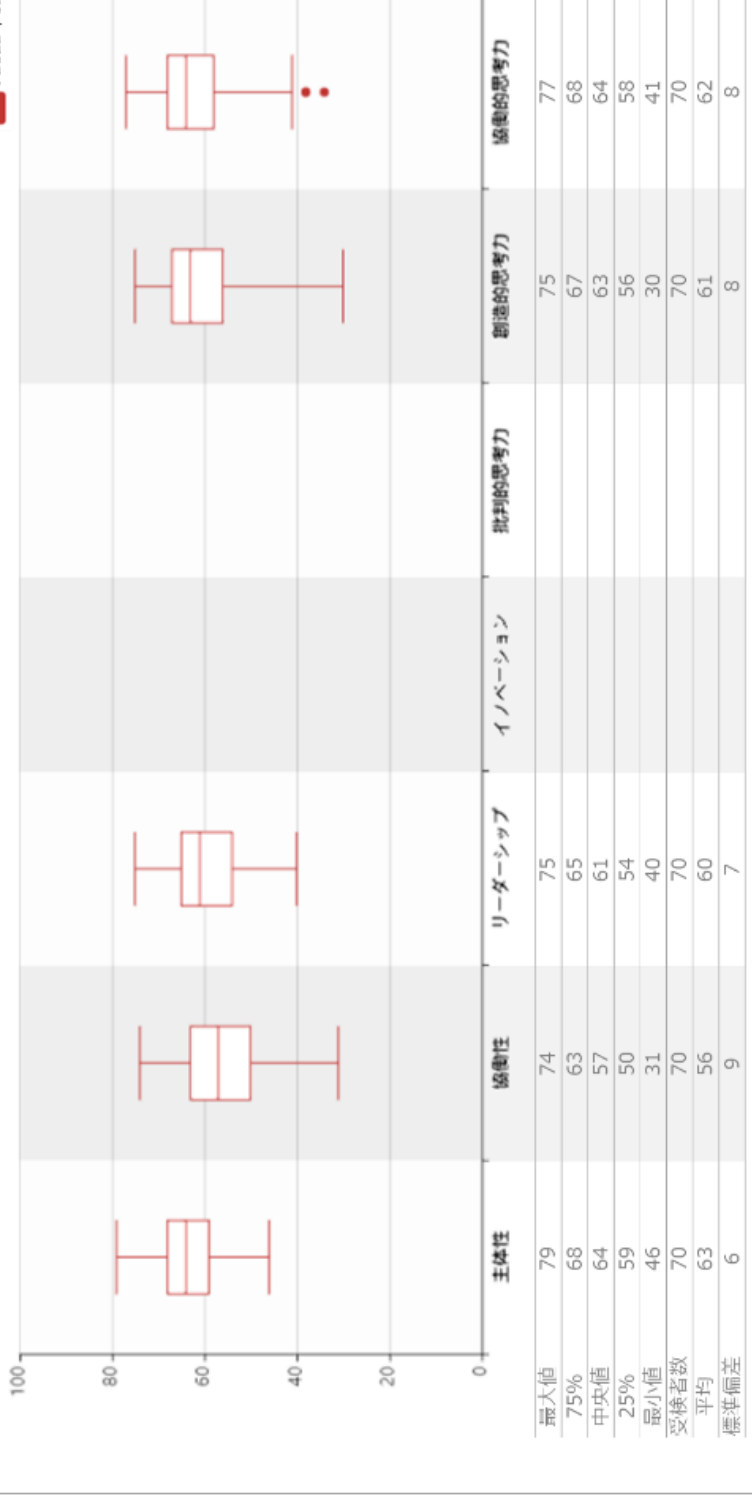 100
80
60
40
20
0
主体性 協働性 リーダーシップ イノベーション 批判的思考力 創造的思考力 協働的思考力
最大値 79 74 75 75 77
75% 68 63 65 67 68
中央値 64 57 61 63 64
25% 59 50 54 56 58
最小値 46 31 40 30 41
受検者数 70 70 70 70 70
平均 63 56 60 61 62
標準偏差 6 9 7 8 8